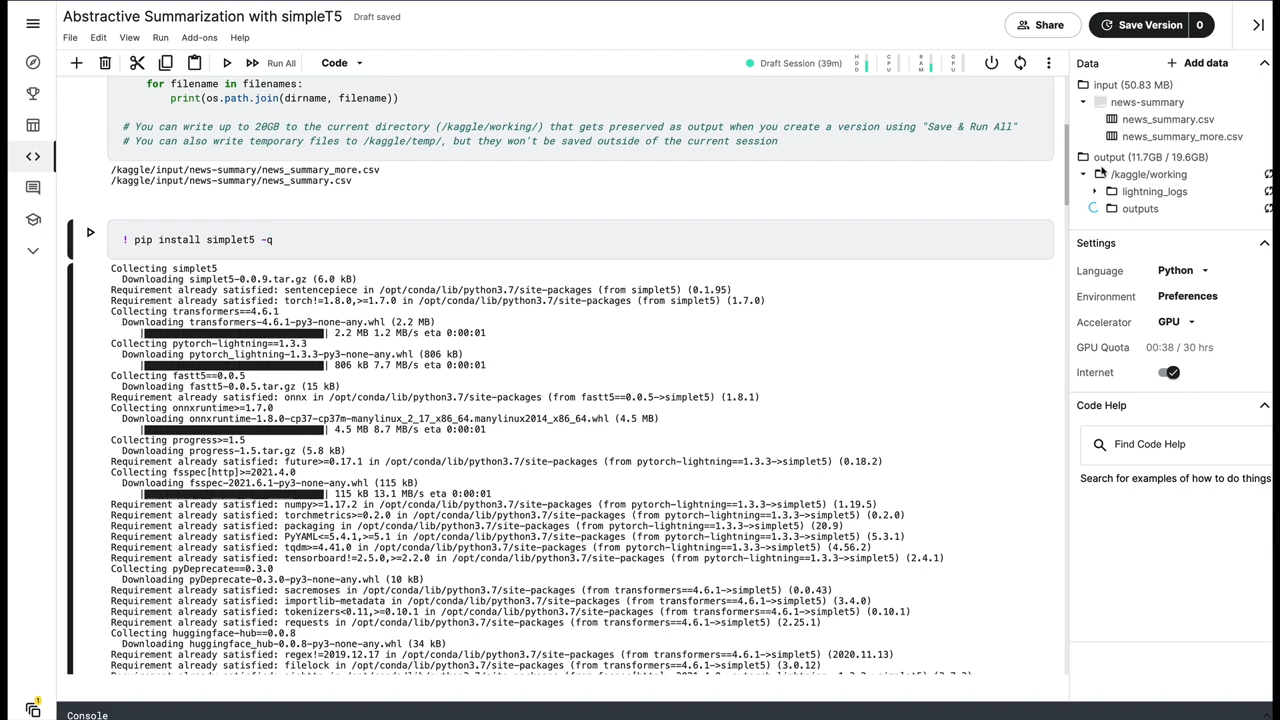 Abstractive Summarization with simpleT5
Draft saved
Share
Save Version
0
File Edit View Run Add-ons Help
Run All
Code
Draft Session (39m)
HDD
CPU
RAM
GPU
for filename in filenames:
print(os.path.join(dirname, filename))
# You can write up to 20GB to the current directory (/kaggle/working/) that gets preserved as output when you create a version using "Save & Run All"
# You can also write temporary files to /kaggle/temp/, but they won't be saved outside of the current session
/kaggle/input/news-summary/news_summary_more.csv
/kaggle/input/news-summary/news_summary.csv
! pip install simplet5 -q
Collecting simplet5
Downloading simplet5-0.0.9.tar.gz (6.0 kB)
Requirement already satisfied: sentencepiece in /opt/conda/lib/python3.7/site-packages (from simplet5) (0.1.95)
Requirement already satisfied: torch!=1.8.0,>=1.7.0 in /opt/conda/lib/python3.7/site-packages (from simplet5) (1.7.0)
Collecting transformers==4.6.1
Downloading transformers-4.6.1-py3-none-any.whl (2.2 MB)
| 2.2 MB 1.2 MB/s eta 0:00:01
Collecting pytorch-lightning==1.3.3
Downloading pytorch_lightning-1.3.3-py3-none-any.whl (806 kB)
| 806 kB 7.7 MB/s eta 0:00:01
Collecting fastt5==0.0.5
Downloading fastt5-0.0.5.tar.gz (15 kB)
Requirement already satisfied: onnx in /opt/conda/lib/python3.7/site-packages (from fastt5==0.0.5->simplet5) (1.8.1)
Collecting onnxruntime>=1.7.0
Downloading onnxruntime-1.8.0-cp37-cp37m-manylinux_2_17_x86_64.manylinux2014_x86_64.whl (4.5 MB)
| 4.5 MB 8.7 MB/s eta 0:00:01
Collecting progress>=1.5
Downloading progress-1.5.tar.gz (5.8 kB)
Requirement already satisfied: future>=0.17.1 in /opt/conda/lib/python3.7/site-packages (from pytorch-lightning==1.3.3->simplet5) (0.18.2)
Collecting fsspec[http]>=2021.4.0
Downloading fsspec-2021.6.1-py3-none-any.whl (115 kB)
| 115 kB 13.1 MB/s eta 0:00:01
Requirement already satisfied: numpy>=1.17.2 in /opt/conda/lib/python3.7/site-packages (from pytorch-lightning==1.3.3->simplet5) (1.19.5)
Requirement already satisfied: torchmetrics>=0.2.0 in /opt/conda/lib/python3.7/site-packages (from pytorch-lightning==1.3.3->simplet5) (0.2.0)
Requirement already satisfied: packaging in /opt/conda/lib/python3.7/site-packages (from pytorch-lightning==1.3.3->simplet5) (20.9)
Requirement already satisfied: PyYAML<=5.4.1,>=5.1 in /opt/conda/lib/python3.7/site-packages (from pytorch-lightning==1.3.3->simplet5) (5.3.1)
Requirement already satisfied: tqdm>=4.41.0 in /opt/conda/lib/python3.7/site-packages (from pytorch-lightning==1.3.3->simplet5) (4.56.2)
Requirement already satisfied: tensorboard!=2.5.0,>=2.2.0 in /opt/conda/lib/python3.7/site-packages (from pytorch-lightning==1.3.3->simplet5) (2.4.1)
Collecting pyDeprecate==0.3.0
Downloading pyDeprecate-0.3.0-py3-none-any.whl (10 kB)
Requirement already satisfied: sacremoses in /opt/conda/lib/python3.7/site-packages (from transformers==4.6.1->simplet5) (0.0.43)
Requirement already satisfied: importlib-metadata in /opt/conda/lib/python3.7/site-packages (from transformers==4.6.1->simplet5) (3.4.0)
Requirement already satisfied: tokenizers<0.11,>=0.10.1 in /opt/conda/lib/python3.7/site-packages (from transformers==4.6.1->simplet5) (0.10.1)
Requirement already satisfied: requests in /opt/conda/lib/python3.7/site-packages (from transformers==4.6.1->simplet5) (2.25.1)
Collecting huggingface-hub==0.0.8
Downloading huggingface_hub-0.0.8-py3-none-any.whl (34 kB)
Requirement already satisfied: regex!=2019.12.17 in /opt/conda/lib/python3.7/site-packages (from transformers==4.6.1->simplet5) (2020.11.13)
Requirement already satisfied: filelock in /opt/conda/lib/python3.7/site-packages (from transformers==4.6.1->simplet5) (3.0.12)
Console
1
Data
Add data
input (50.83 MB)
news-summary
news_summary.csv
news_summary_more.csv
output (11.7GB / 19.6GB)
/kaggle/working
lightning_logs
outputs
Settings
Language Python
Environment Preferences
Accelerator GPU
GPU Quota 00:38 / 30 hrs
Internet
Code Help
Find Code Help
Search for examples of how to do things